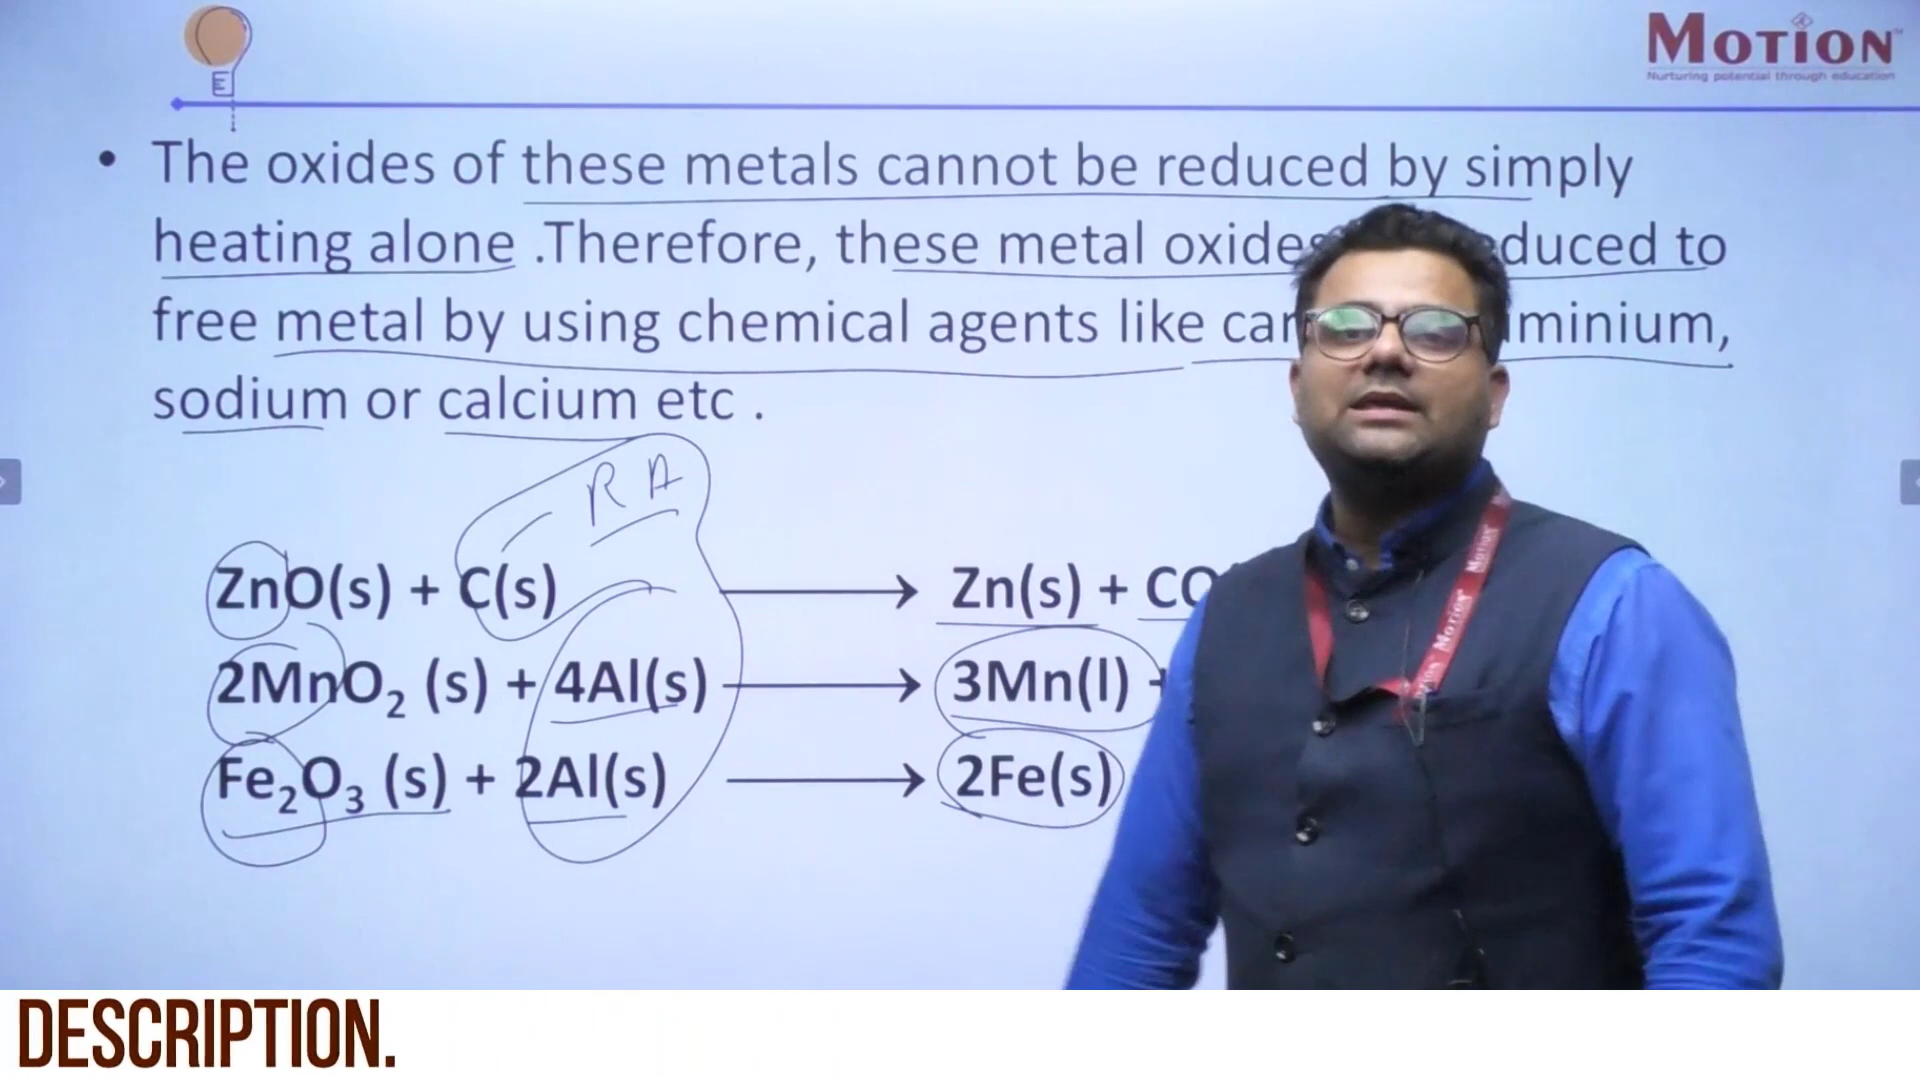 MOTION
Nurturing potential through education
• The oxides of these metals cannot be reduced by simply
heating alone .Therefore, these metal oxides duced to
free metal by using chemical agents like minium,
sodium or calcium etc .
R A
ZnO(s) + C(s) → Zn(s) + CO
2MnO₂ (s) + 4Al(s) → 3Mn(l) +
Fe₂O₃ (s) + 2Al(s) → 2Fe(s)
Motion
Motion
DESCRIPTION.